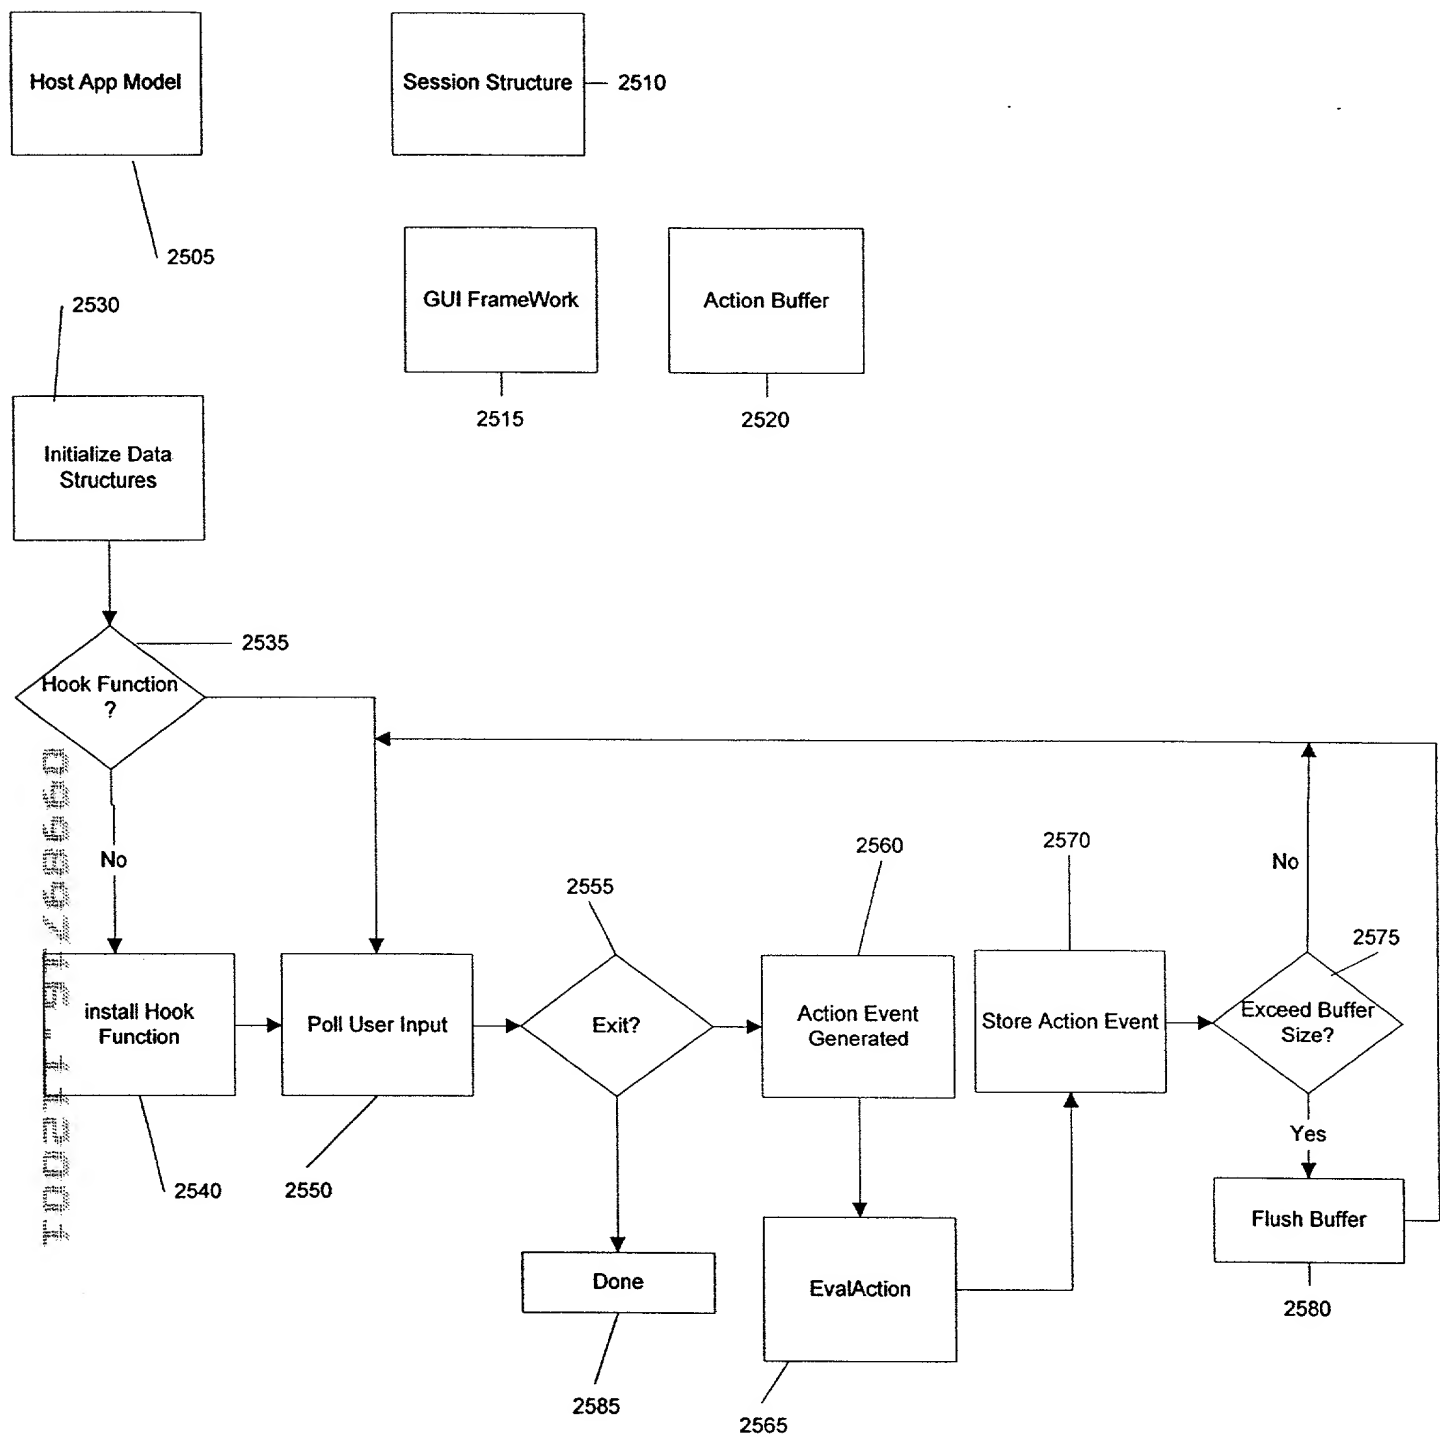 Host App Model
Session Structure
2510
2505
2530
GUI FrameWork
Action Buffer
2515
2520
Initialize Data
Structures
2535
Hook Function
?
No
2560
2570
No
2555
2575
install Hook
Function
Poll User Input
Exit?
Action Event
Generated
Store Action Event
Exceed Buffer
Size?
Yes
2540
2550
Flush Buffer
Done
EvalAction
2580
2585
2565